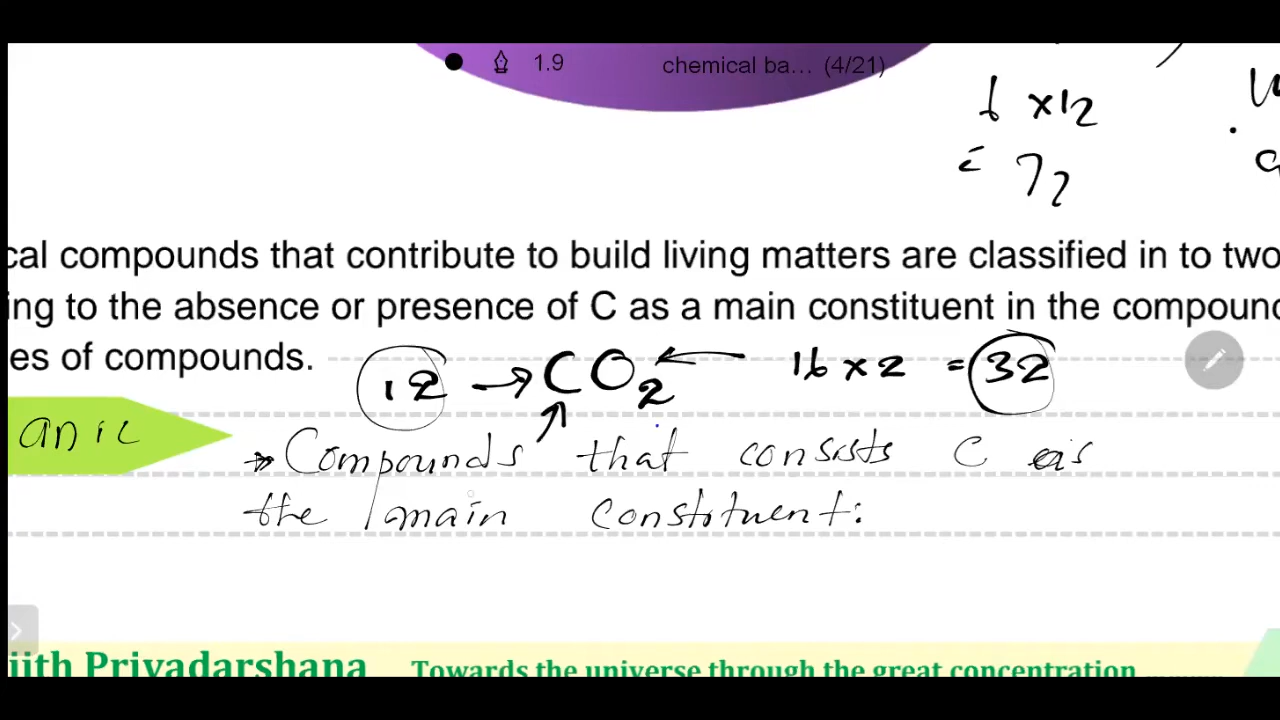 1.9 chemical ba... (4/21)
6 x12
= 72
cal compounds that contribute to build living matters are classified in to two
ing to the absence or presence of C as a main constituent in the compound
es of compounds.
12 → CO2 ← 16 x 2 = 32
anic
→ Compounds that consists C as
the main constituent:
jith Priyadarshana Towards the universe through the great concentration ......